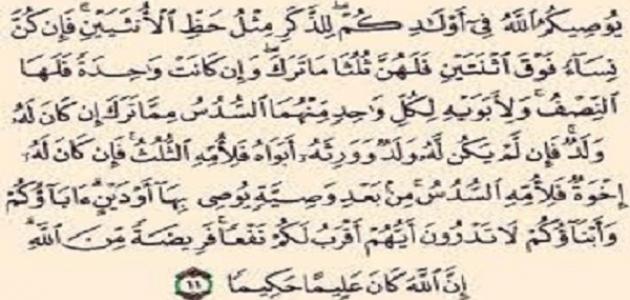 يُوصِيكُمُ ٱللَّهُ فِىٓ أَوْلَٰدِكُمْ ۖ لِلذَّكَرِ مِثْلُ حَظِّ ٱلْأُنثَيَيْنِ ۚ فَإِن كُنَّ
نِسَآءً فَوْقَ ٱثْنَتَيْنِ فَلَهُنَّ ثُلُثَا مَا تَرَكَ ۖ وَإِن كَانَتْ وَٰحِدَةً فَلَهَا
ٱلنِّصْفُ ۚ وَلِأَبَوَيْهِ لِكُلِّ وَٰحِدٍ مِّنْهُمَا ٱلسُّدُسُ مِمَّا تَرَكَ إِن كَانَ لَهُۥ
وَلَدٌ ۚ فَإِن لَّمْ يَكُن لَّهُۥ وَلَدٌ وَوَرِثَهُۥٓ أَبَوَاهُ فَلِأُمِّهِ ٱلثُّلُثُ ۚ فَإِن كَانَ لَهُۥٓ
إِخْوَةٌ فَلِأُمِّهِ ٱلسُّدُسُ ۚ مِنۢ بَعْدِ وَصِيَّةٍ يُوصِى بِهَآ أَوْ دَيْنٍ ۗ ءَابَآؤُكُمْ
وَأَبْنَآؤُكُمْ لَا تَدْرُونَ أَيُّهُمْ أَقْرَبُ لَكُمْ نَفْعًا ۚ فَرِيضَةً مِّنَ ٱللَّهِ ۗ
إِنَّ ٱللَّهَ كَانَ عَلِيمًا حَكِيمًا ١١